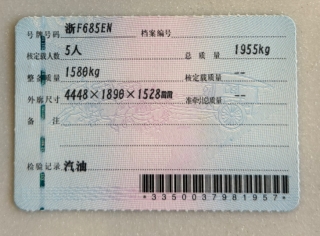 号牌号码 浙F685EN 档案编号
核定载人数 5人 总质量 1955kg
整备质量 1580kg 核定载质量 --
外廓尺寸 4448×1890×1528mm 准牵引总质量 --
备注
检验记录 汽油
*3350037981957*